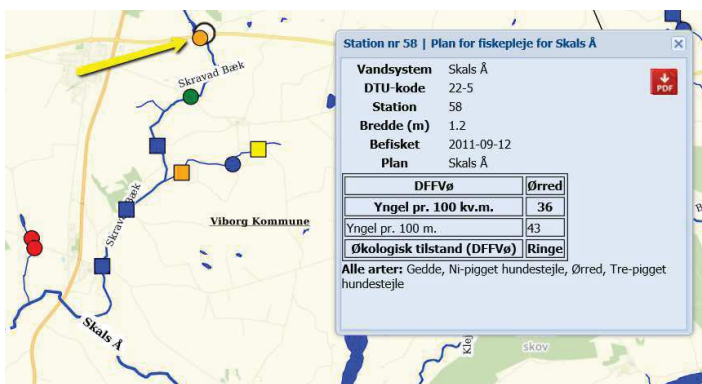 Skravad Bæk
Skravad Bæk
Viborg Kommune
Skals Å
Station nr 58 | Plan for fiskepleje for Skals Å
PDF
Vandsystem Skals Å
DTU-kode 22-5
Station 58
Bredde (m) 1.2
Befisket 2011-09-12
Plan Skals Å
DFFVø Ørred
Yngel pr. 100 kv.m. 36
Yngel pr. 100 m. 43
Økologisk tilstand (DFFVø) Ringe
Alle arter: Gedde, Ni-pigget hundestejle, Ørred, Tre-pigget
hundestejle
skov